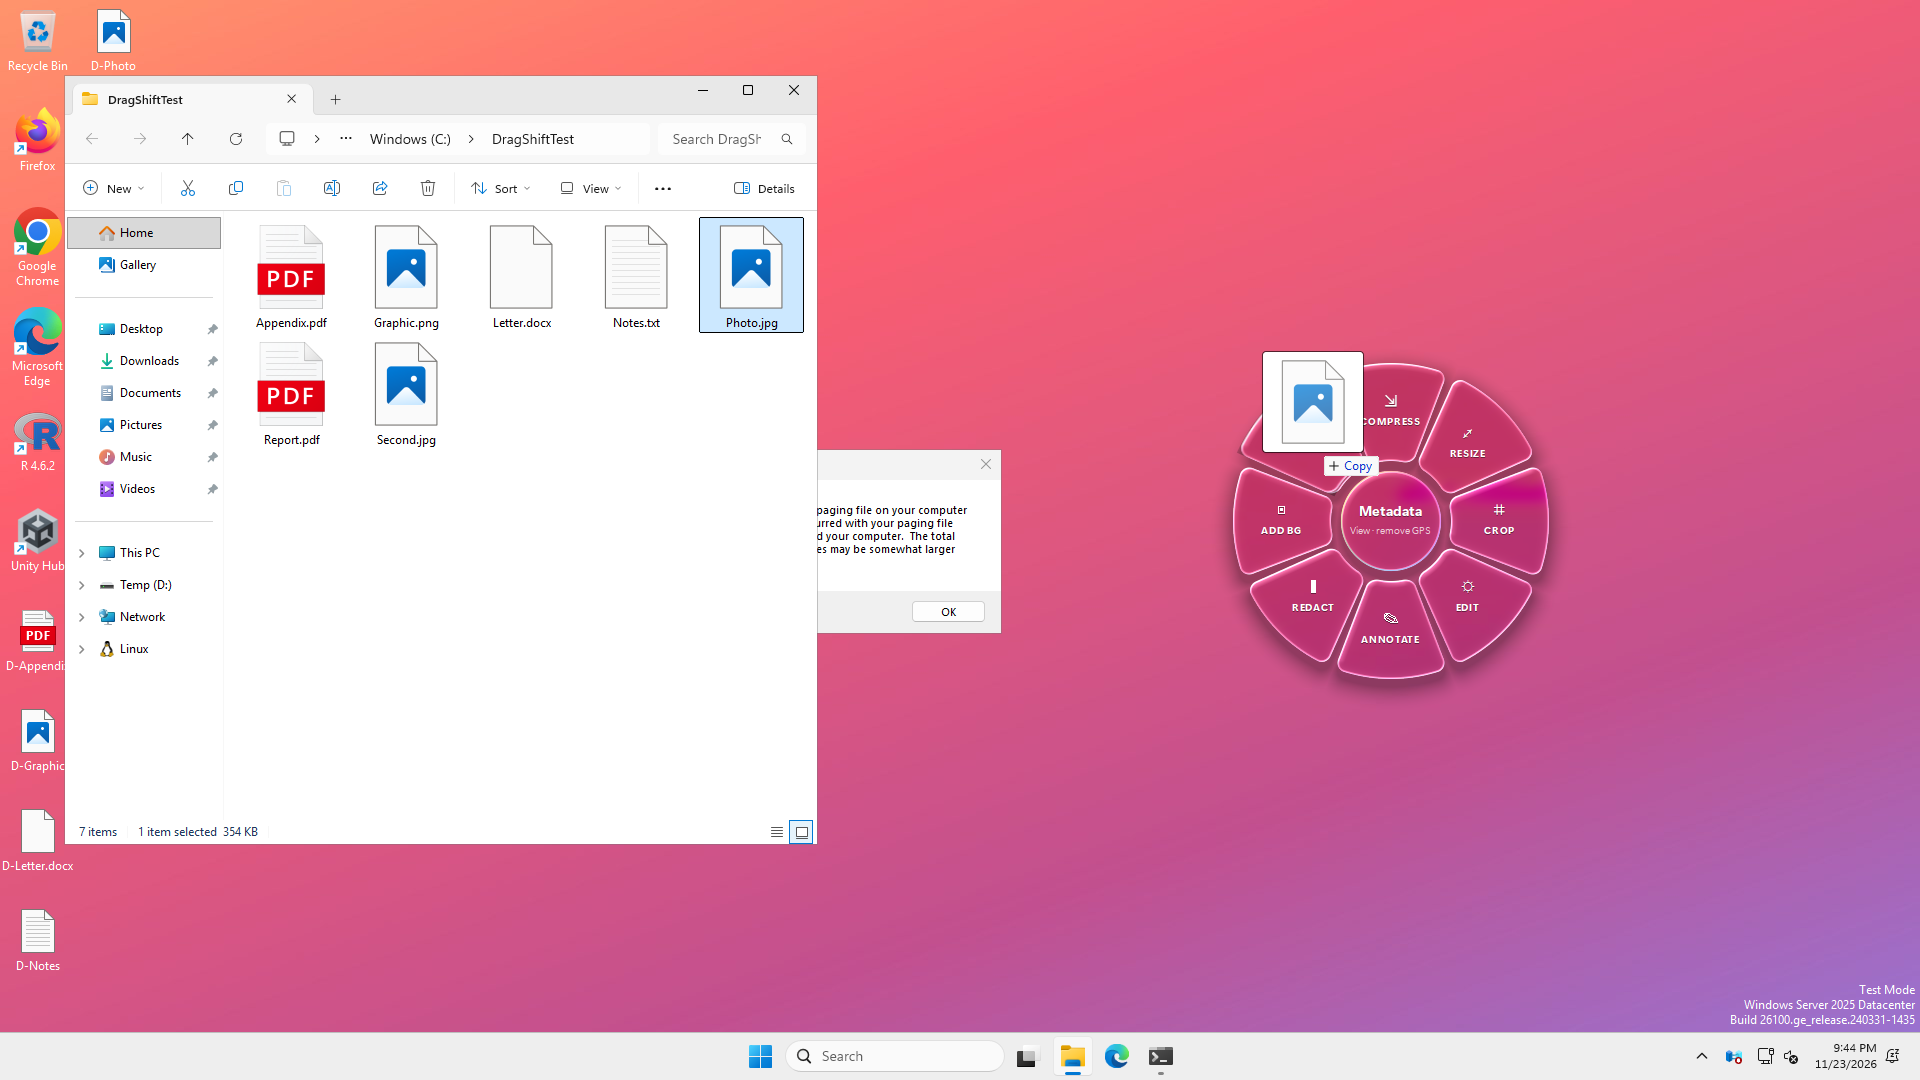 Recycle Bin
D-Photo
Firefox
Google
Chrome
Microsoft
Edge
R 4.6.2
Unity Hub
PDF
D-Appendi
D-Graphic
D-Letter.docx
D-Notes
DragShiftTest
Windows (C:)
DragShiftTest
Search DragSh
New
Sort
View
Details
Home
Gallery
Desktop
Downloads
Documents
Pictures
Music
Videos
This PC
Temp (D:)
Network
Linux
PDF
Appendix.pdf
Graphic.png
Letter.docx
Notes.txt
Photo.jpg
PDF
Report.pdf
Second.jpg
7 items
1 item selected 354 KB
paging file on your computer
urred with your paging file
d your computer. The total
es may be somewhat larger
OK
COMPRESS
RESIZE
+ Copy
ADD BG
Metadata
View · remove GPS
CROP
REDACT
EDIT
ANNOTATE
Test Mode
Windows Server 2025 Datacenter
Build 26100.ge_release.240331-1435
Search
9:44 PM
11/23/2026